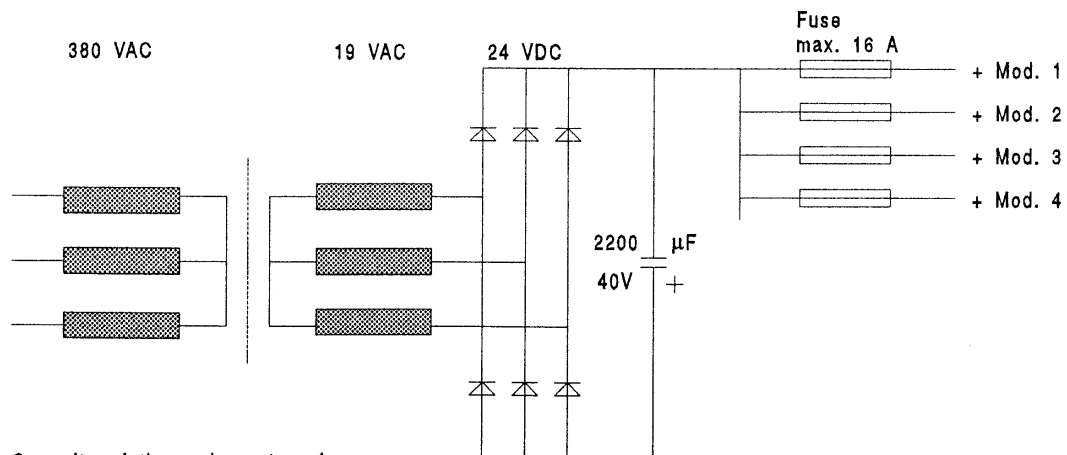 380 VAC
19 VAC
24 VDC
Fuse
max. 16 A
+ Mod. 1
+ Mod. 2
+ Mod. 3
+ Mod. 4
2200 µF
40V +